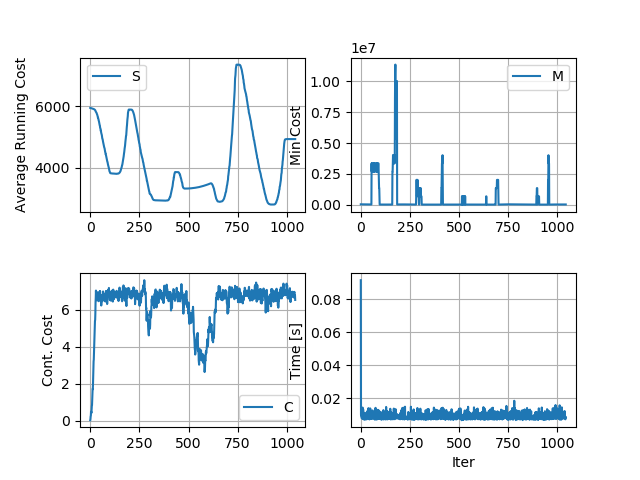 Average Running Cost
6000
4000
S
0 250 500 750 1000
1e7
Min Cost
1.00
0.75
0.50
0.25
0.00
M
0 250 500 750 1000
Cont. Cost
6
4
2
0
C
0 250 500 750 1000
Time [s]
0.08
0.06
0.04
0.02
0 250 500 750 1000
Iter